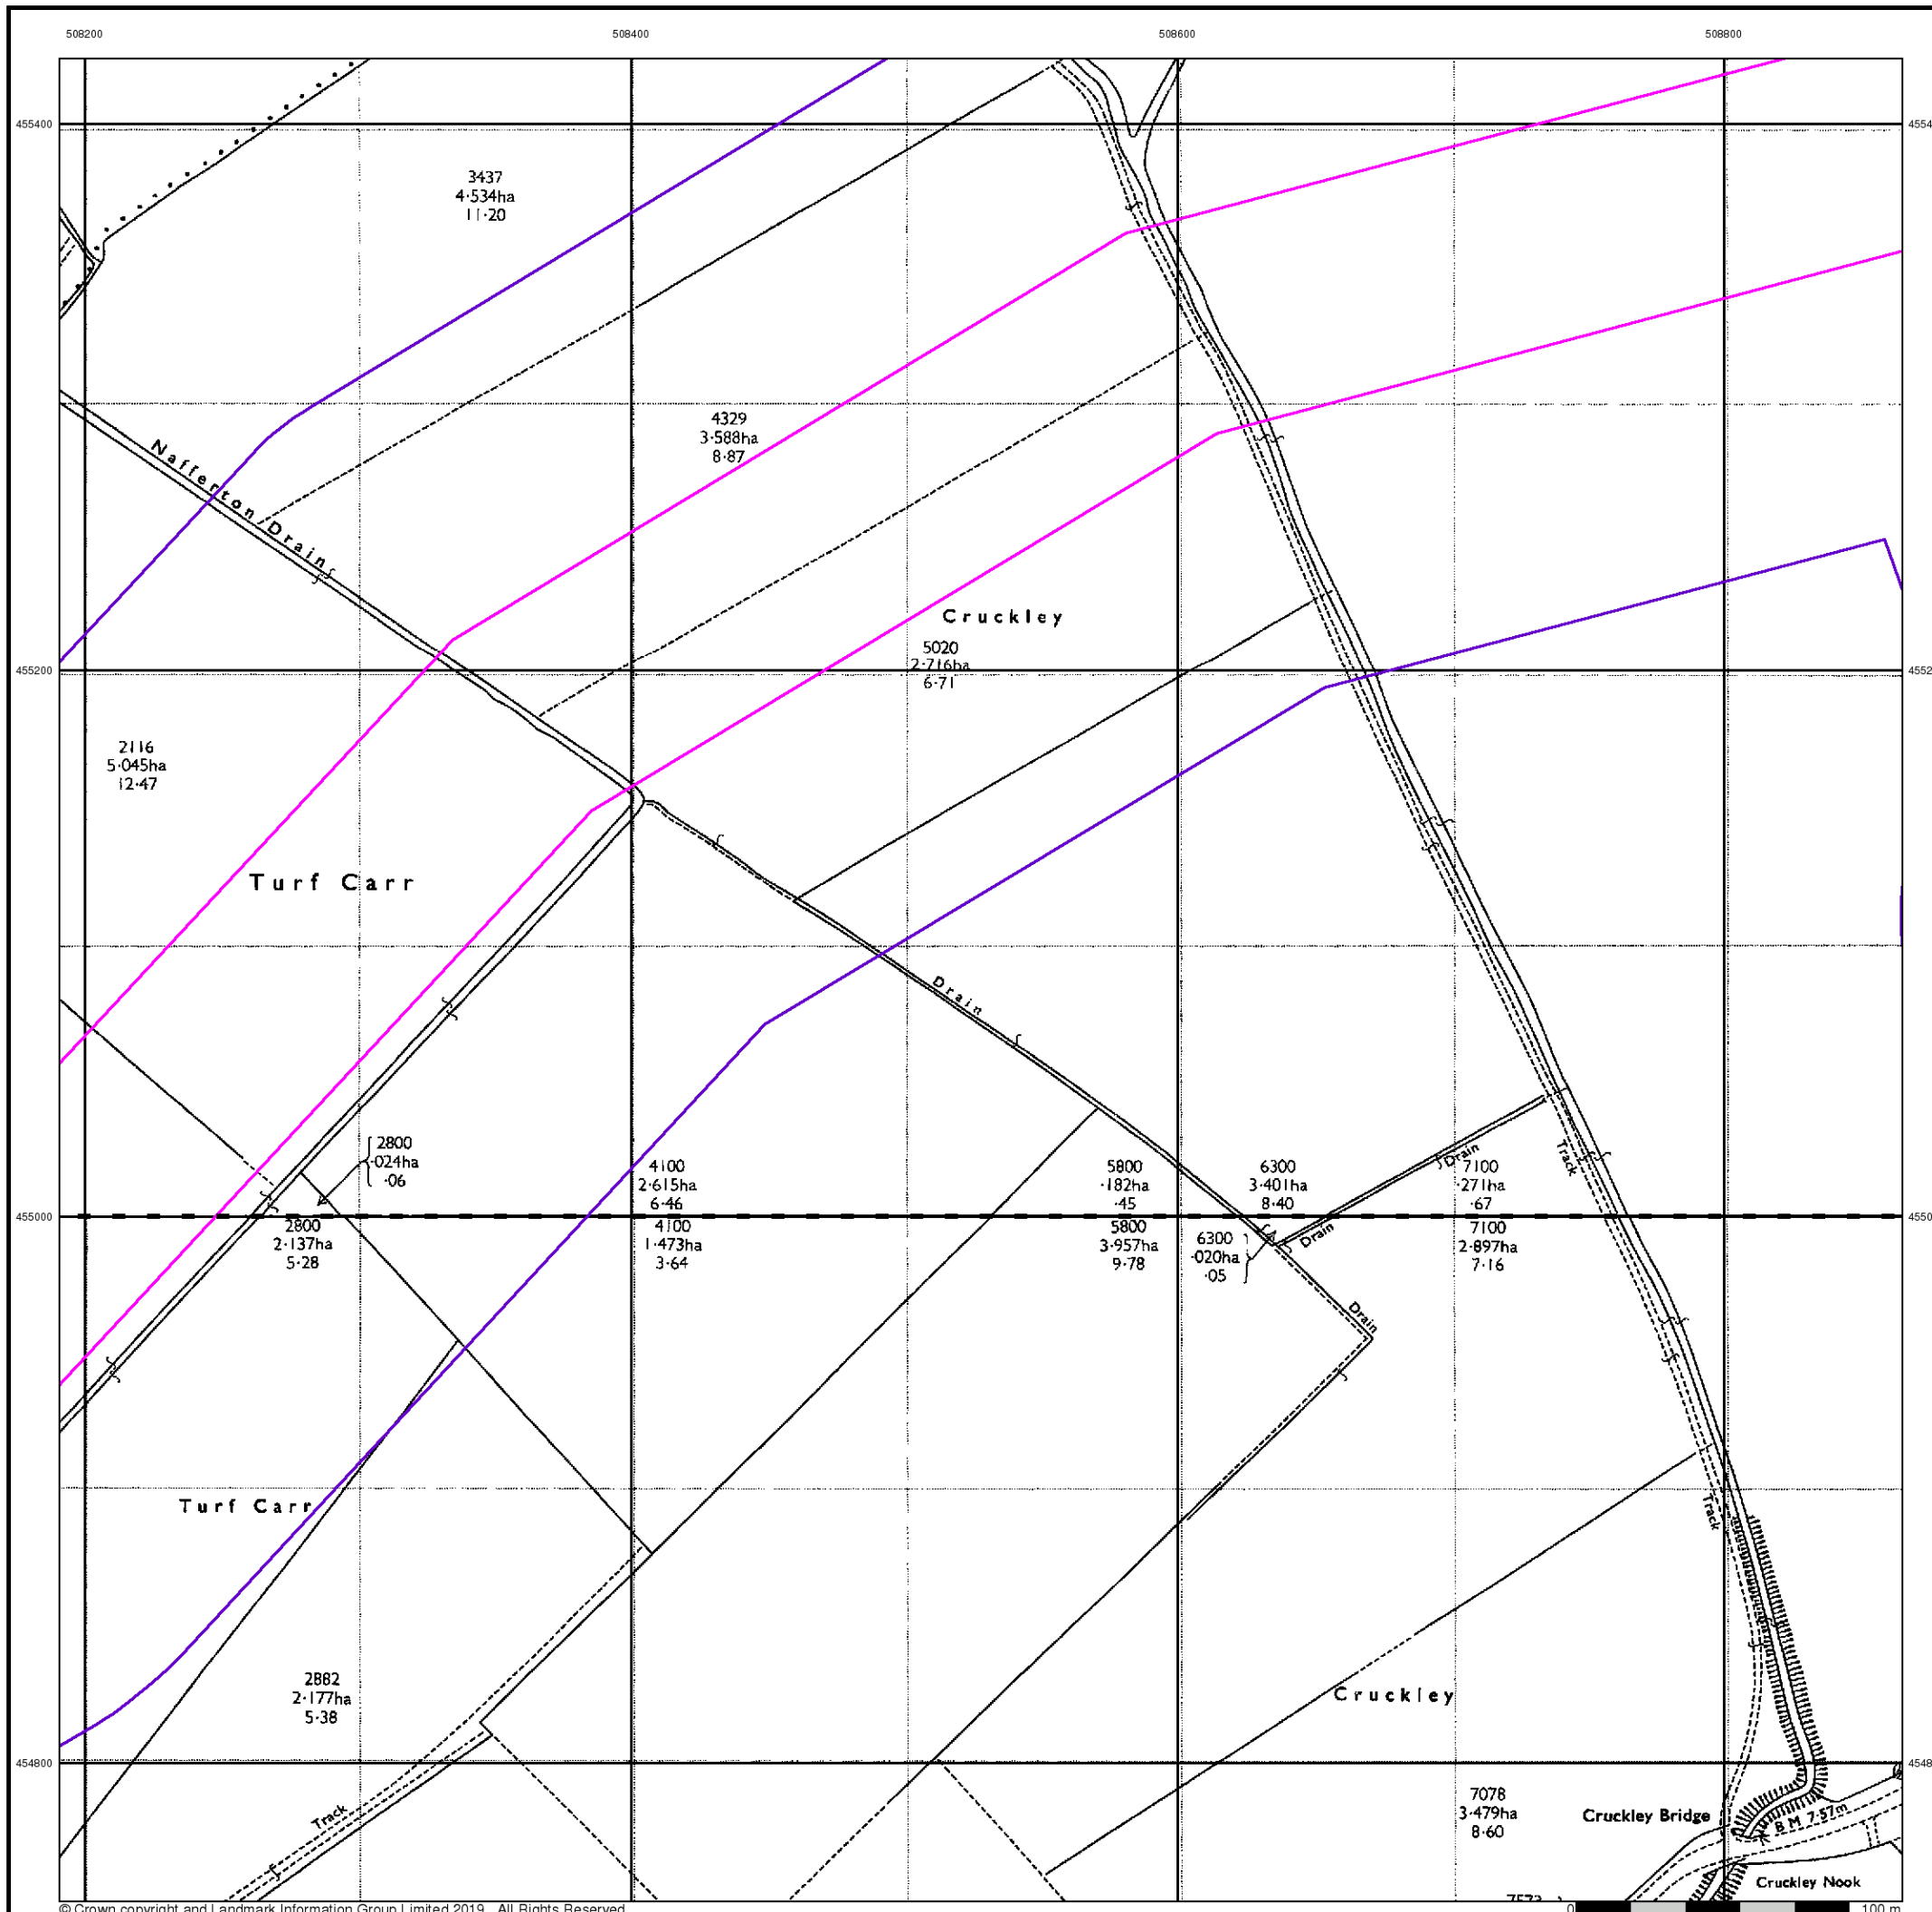 508200
508400
508600
508800
455400
3437
4·534ha
11·20
Nafferton Drain
4329
3·588ha
8·87
Cruckley
5020
2·716ha
6·71
455200
2116
5·045ha
12·47
Turf Carr
Drain
2800
·024ha
·06
4100
2·615ha
6·46
5800
·182ha
·45
6300
3·401ha
8·40
Drain
7100
·271ha
·67
Track
455000
2800
2·137ha
5·28
4100
1·473ha
3·64
5800
3·957ha
9·78
6300
·020ha
·05
Drain
7100
2·897ha
7·16
Drain
Turf Carr
Track
2882
2·177ha
5·38
Cruckley
454800
Track
7078
3·479ha
8·60
Cruckley Bridge
B M 7·57m
Cruckley Nook
© Crown copyright and Landmark Information Group Limited 2019. All Rights Reserved
0
100 m